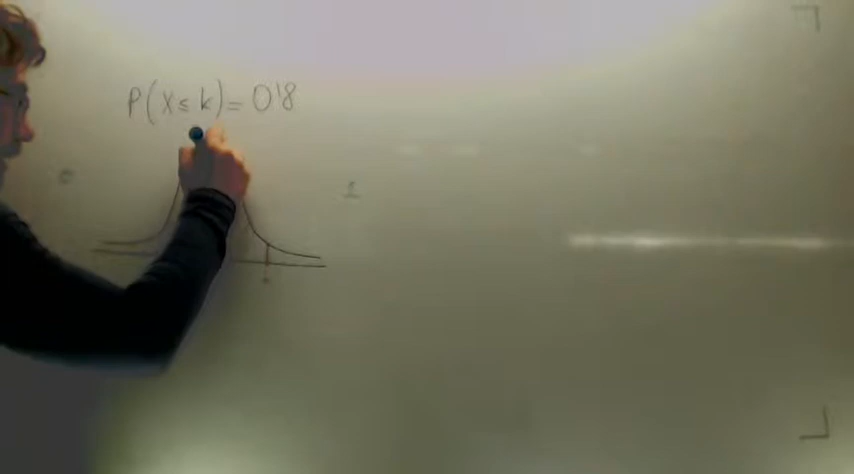 P(X ≤ k) = 0'8